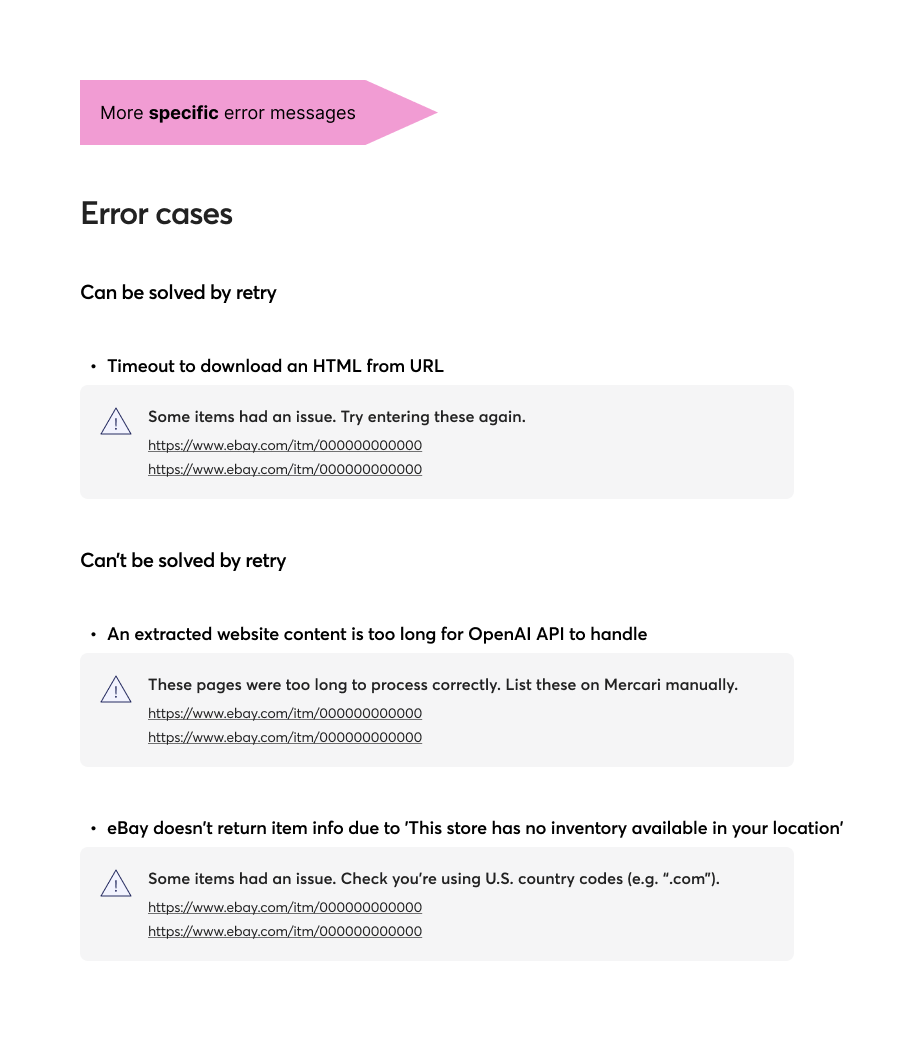 More specific error messages
Error cases
Can be solved by retry
• Timeout to download an HTML from URL
Some items had an issue. Try entering these again.
https://www.ebay.com/itm/000000000000
https://www.ebay.com/itm/000000000000
Can't be solved by retry
• An extracted website content is too long for OpenAI API to handle
These pages were too long to process correctly. List these on Mercari manually.
https://www.ebay.com/itm/000000000000
https://www.ebay.com/itm/000000000000
• eBay doesn't return item info due to 'This store has no inventory available in your location'
Some items had an issue. Check you're using U.S. country codes (e.g. “.com”).
https://www.ebay.com/itm/000000000000
https://www.ebay.com/itm/000000000000